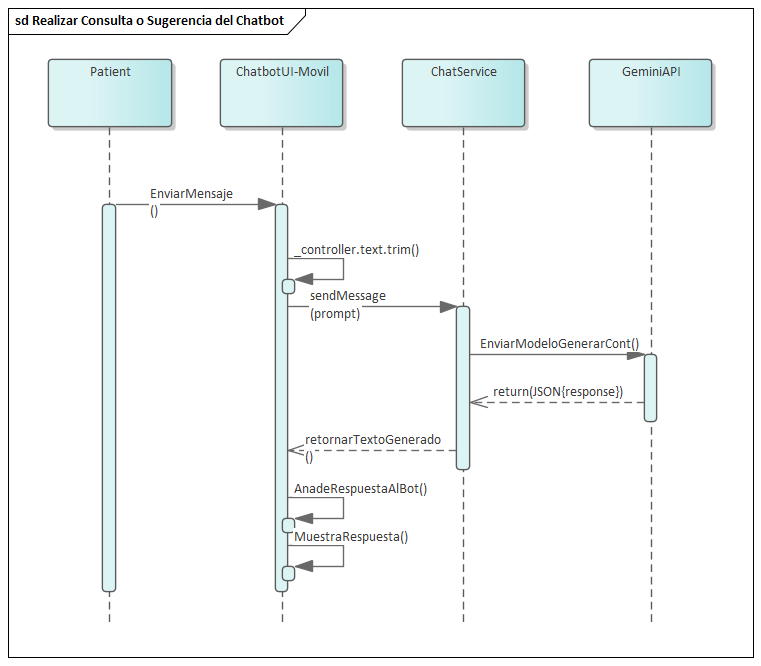 sd Realizar Consulta o Sugerencia del Chatbot
Patient
ChatbotUI-Movil
ChatService
GeminiAPI
EnviarMensaje
()
_controller.text.trim()
sendMessage
(prompt)
EnviarModeloGenerarCont()
return(JSON{response})
retornarTextoGenerado
()
AnadeRespuestaAlBot()
MuestraRespuesta()